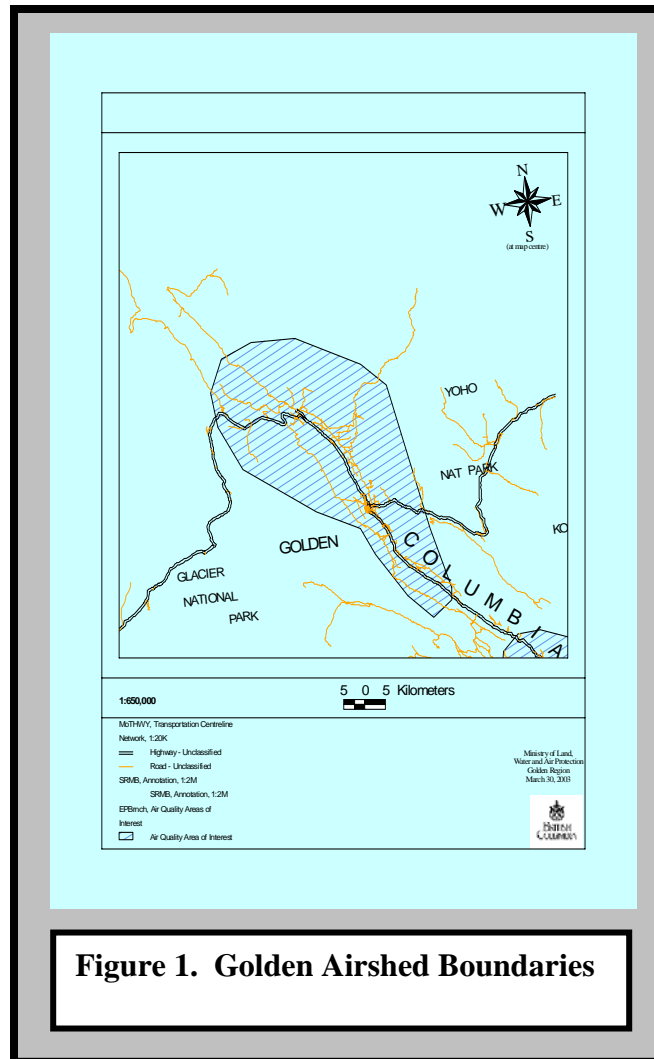 N
W E
S
(at map centre)
YOHO
NAT PARK
KO
GOLDEN
COLUMBIA
GLACIER
NATIONAL
PARK
1:650,000
5 0 5 Kilometers
MoTHWY, Transportation Centreline
Network, 1:20K
Highway - Unclassified
Road - Unclassified
SRMB, Annotation, 1:2M
SRMB, Annotation, 1:2M
EPBrnch, Air Quality Areas of
Interest
Air Quality Area of Interest
Ministry of Land,
Water and Air Protection
Golden Region
March 30, 2003
BRITISH
COLUMBIA
Figure 1. Golden Airshed Boundaries